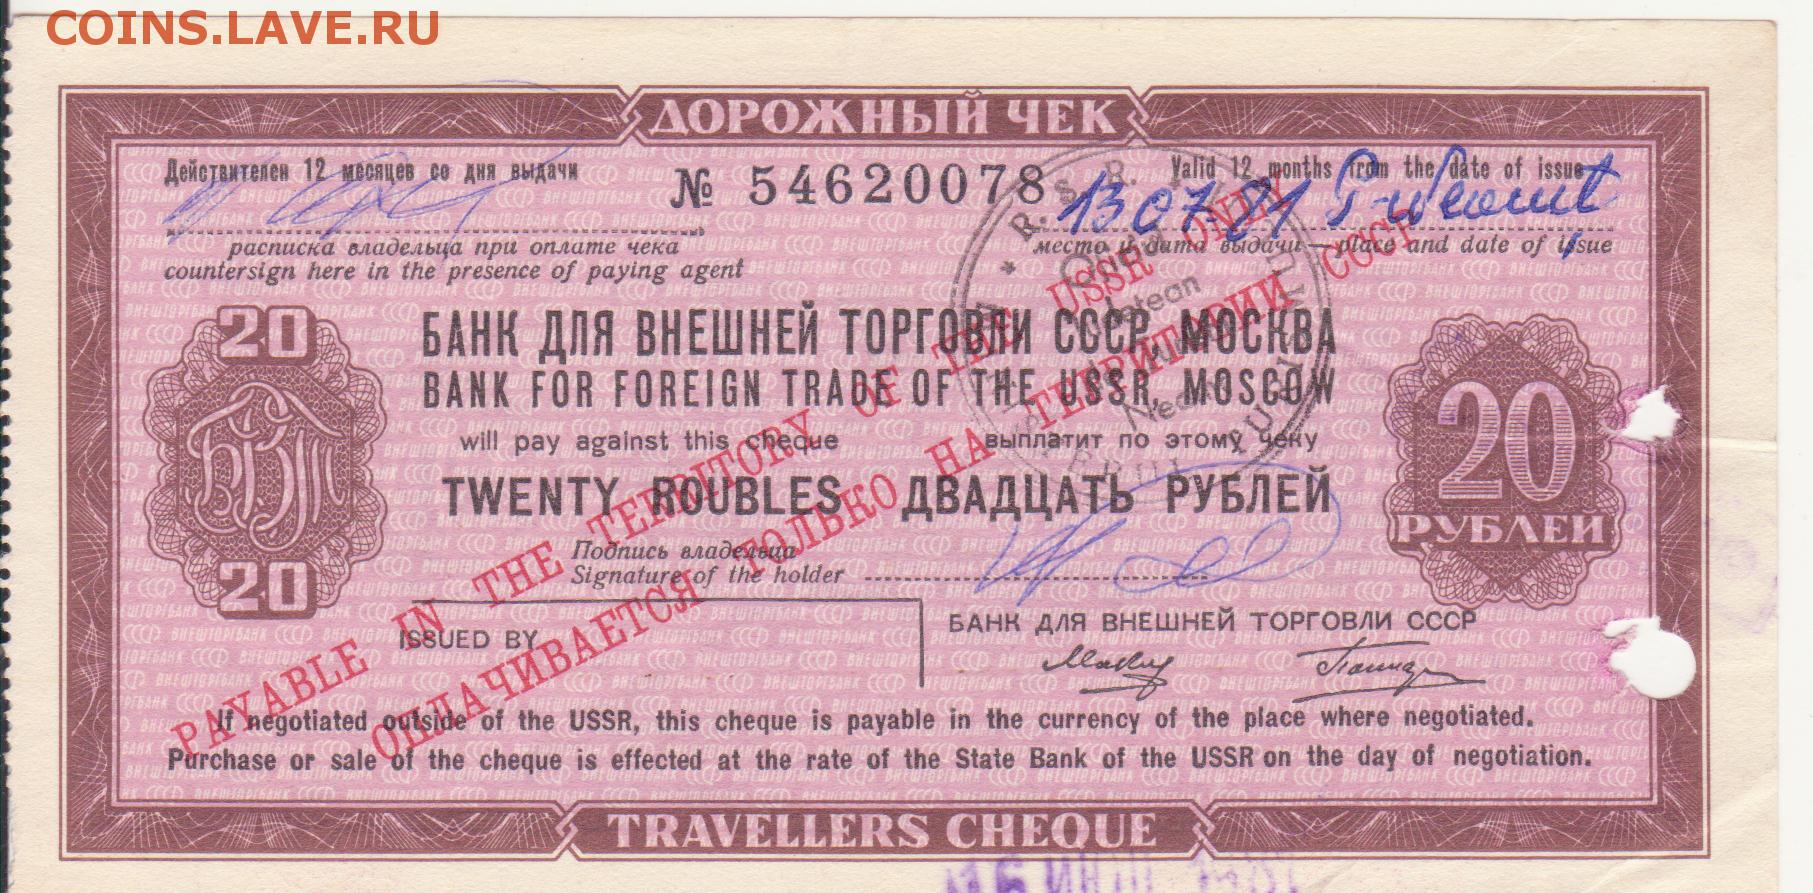 COINS.LAVE.RU
ДОРОЖНЫЙ ЧЕК
Действителен 12 месяцев со дня выдачи
№ 54620078
Valid 12 months from the date of issue
13 07 81 P-Neamt
расписка владельца при оплате чека
countersign here in the presence of paying agent
место и дата выдачи — place and date of issue
20
БВТ
20
БАНК ДЛЯ ВНЕШНЕЙ ТОРГОВЛИ СССР, МОСКВА
BANK FOR FOREIGN TRADE OF THE USSR, MOSCOW
will pay against this cheque выплатит по этому чеку
TWENTY ROUBLES ДВАДЦАТЬ РУБЛЕЙ
20
РУБЛЕЙ
Подпись владельца
Signature of the holder
ISSUED BY
БАНК ДЛЯ ВНЕШНЕЙ ТОРГОВЛИ СССР
PAYABLE IN THE TERRITORY OF THE USSR ONLY
ОПЛАЧИВАЕТСЯ ТОЛЬКО НА ТЕРРИТОРИИ СССР
R. S. R.
Neamț
If negotiated outside of the USSR, this cheque is payable in the currency of the place where negotiated.
Purchase or sale of the cheque is effected at the rate of the State Bank of the USSR on the day of negotiation.
TRAVELLERS CHEQUE